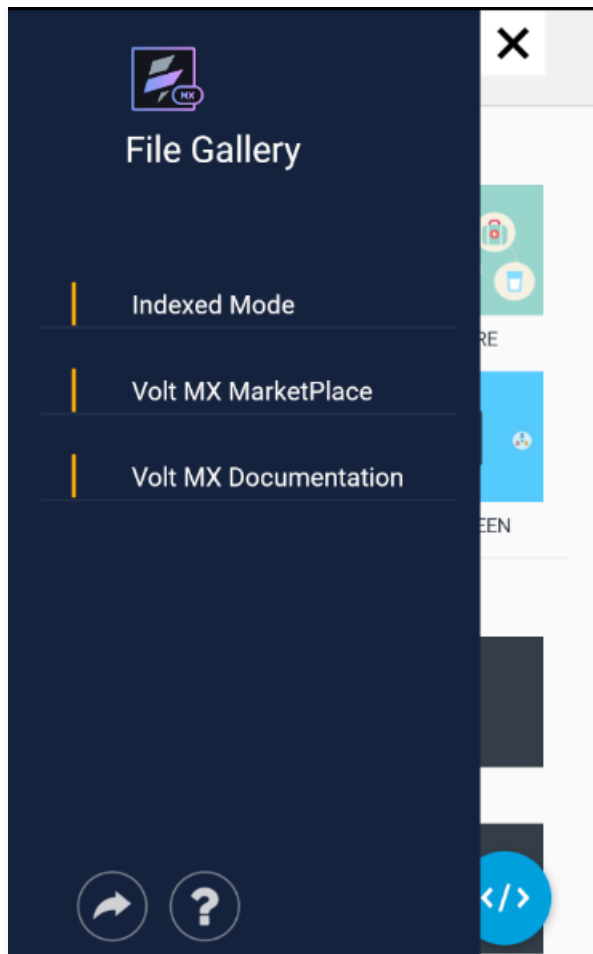 MX
File Gallery
Indexed Mode
RE
Volt MX MarketPlace
Volt MX Documentation
EEN
?
</>